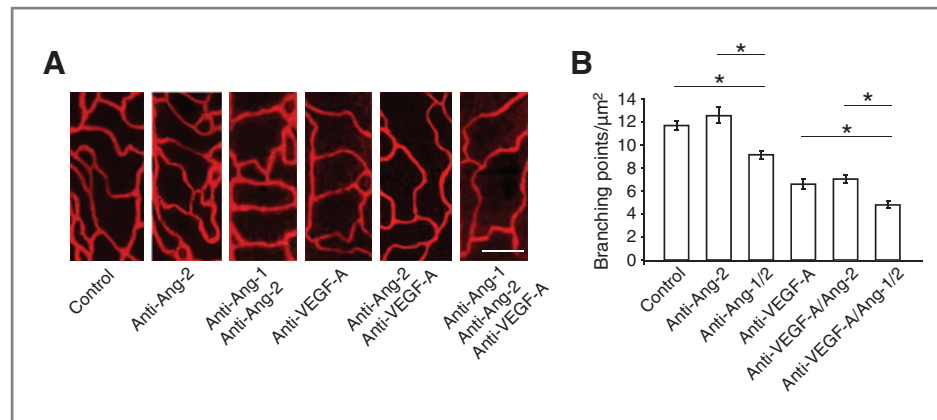 A
Control
Anti-Ang-2
Anti-Ang-1
Anti-Ang-2
Anti-VEGF-A
Anti-Ang-2
Anti-VEGF-A
Anti-Ang-1
Anti-Ang-2
Anti-VEGF-A
B
*
*
*
*
Branching points/µm²
14
12
10
8
6
4
2
0
Control
Anti-Ang-2
Anti-Ang-1/2
Anti-VEGF-A
Anti-VEGF-A/Ang-2
Anti-VEGF-A/Ang-1/2